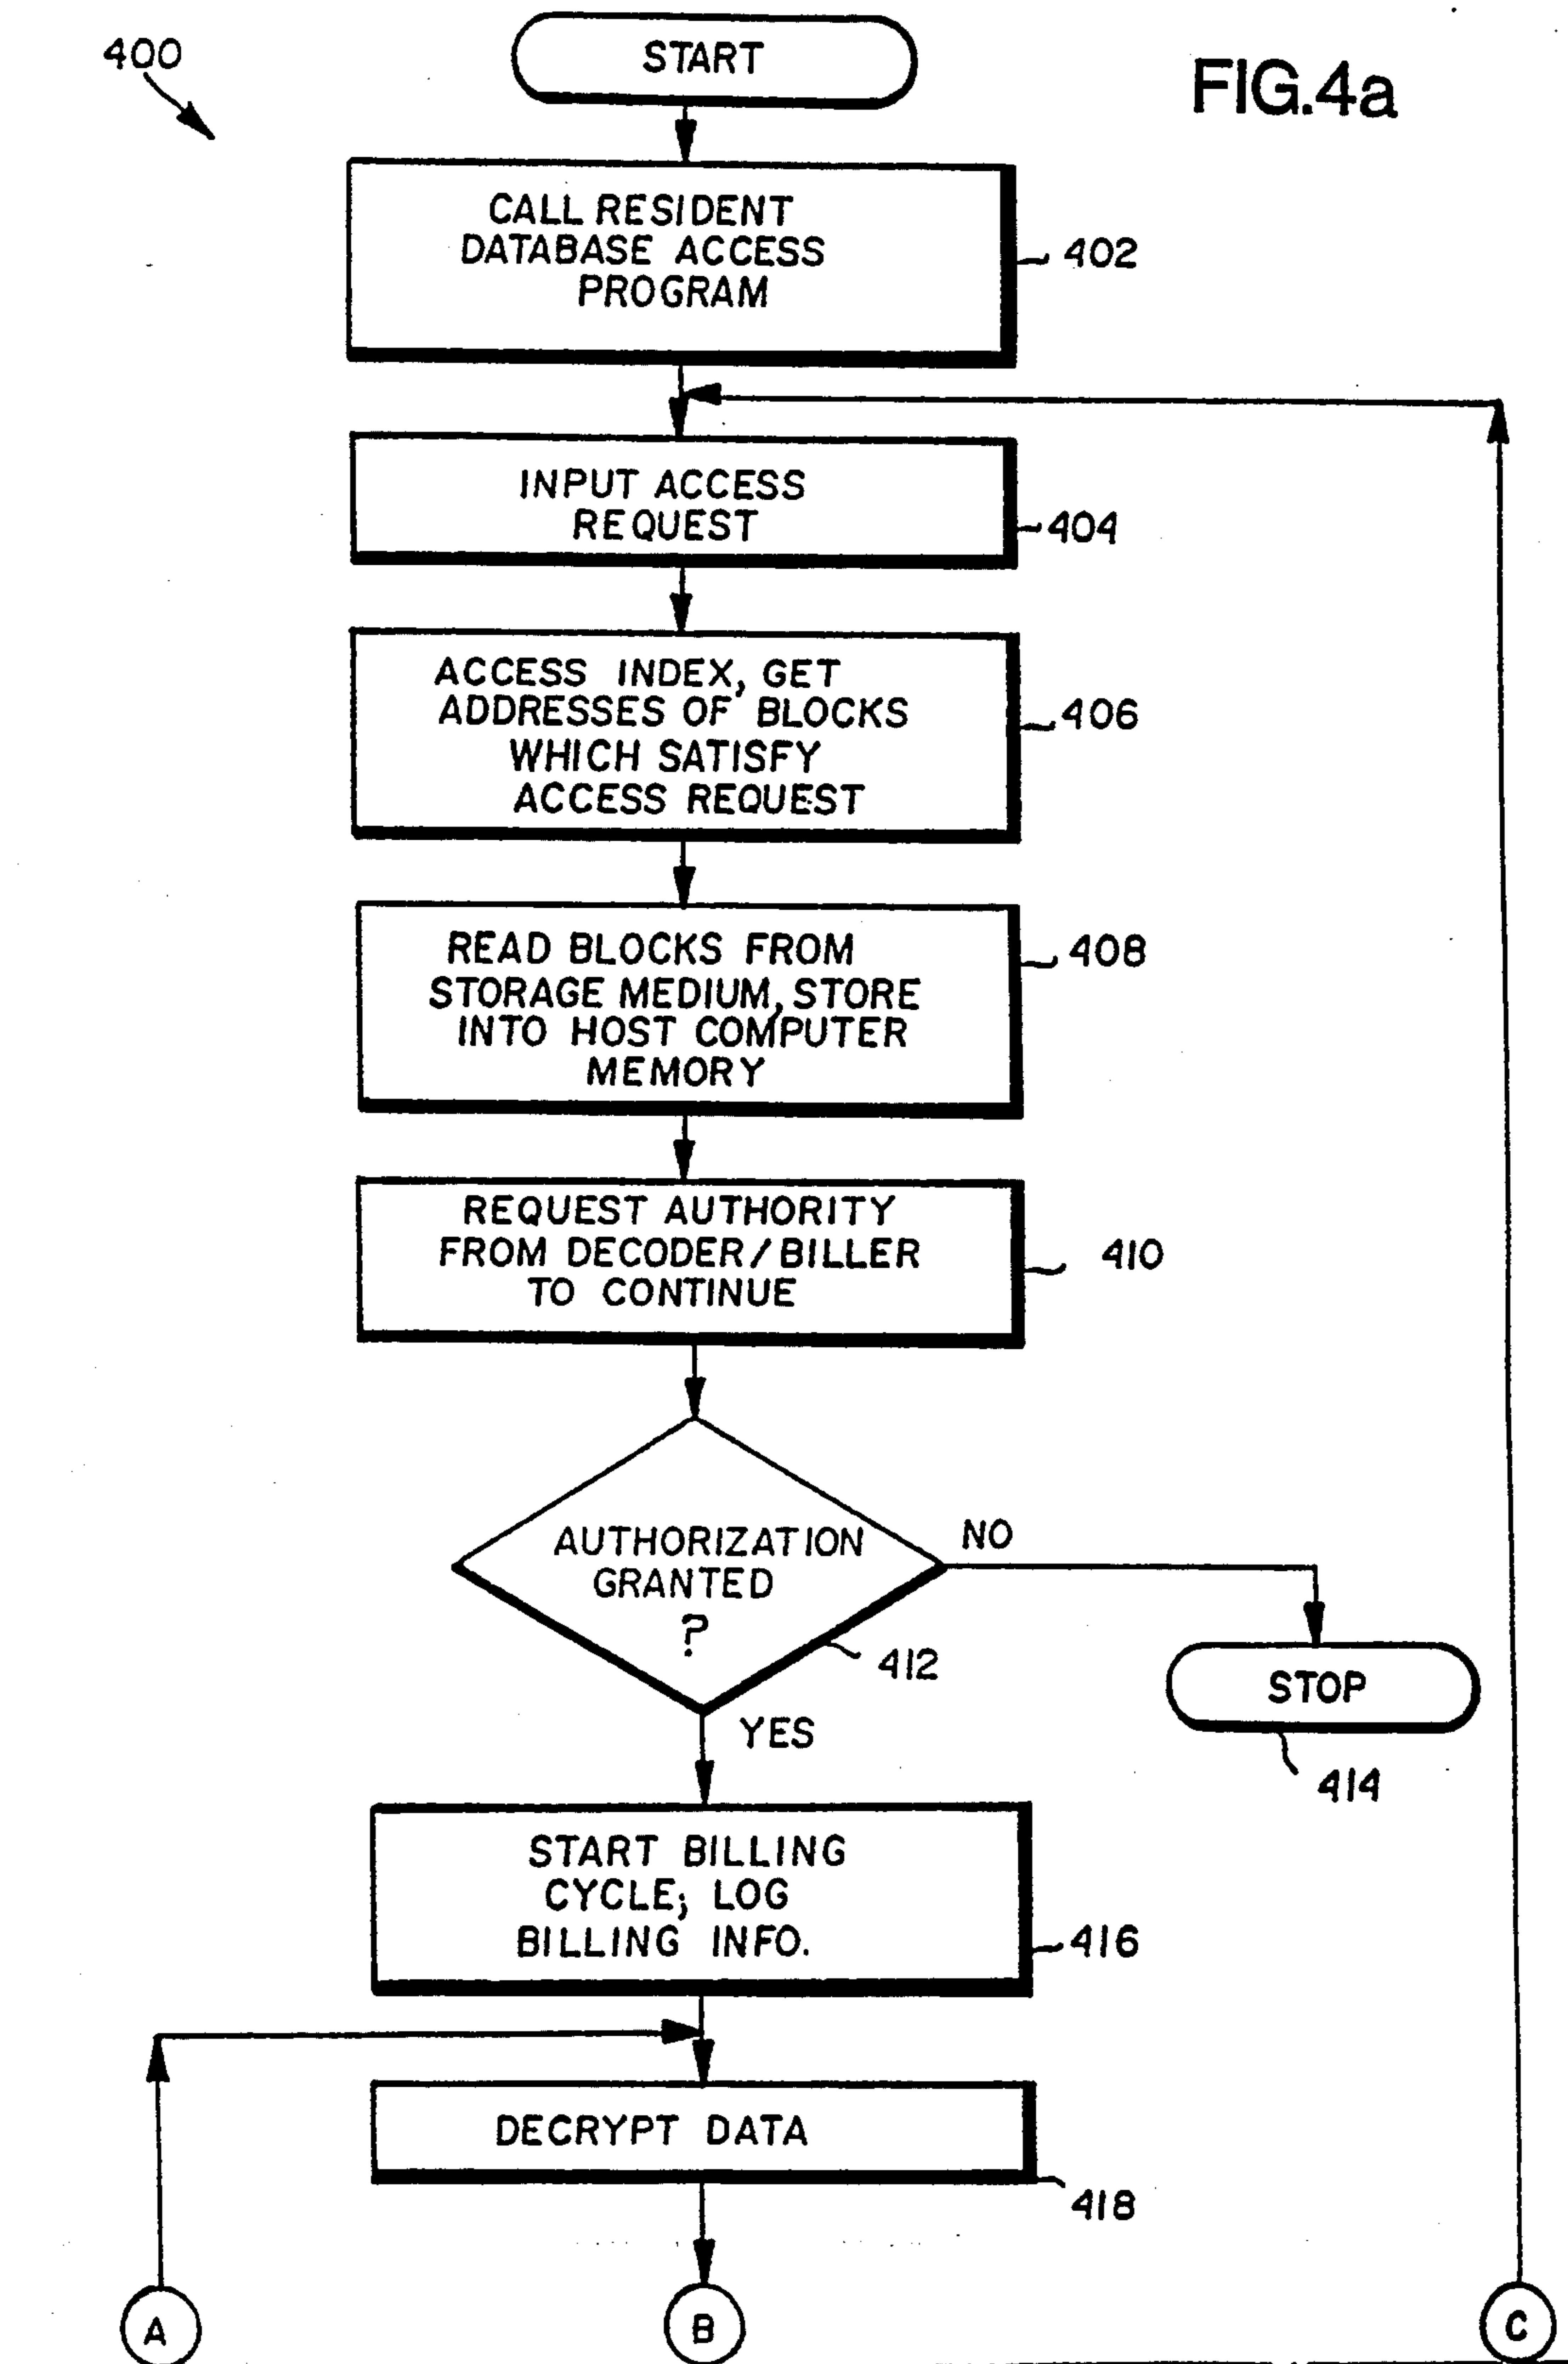 400
START
FIG.4a
CALL RESIDENT
DATABASE ACCESS
PROGRAM
402
INPUT ACCESS
REQUEST
404
ACCESS INDEX, GET
ADDRESSES OF BLOCKS
WHICH SATISFY
ACCESS REQUEST
406
READ BLOCKS FROM
STORAGE MEDIUM, STORE
INTO HOST COMPUTER
MEMORY
408
REQUEST AUTHORITY
FROM DECODER/BILLER
TO CONTINUE
410
AUTHORIZATION
GRANTED
?
412
NO
STOP
414
YES
START BILLING
CYCLE; LOG
BILLING INFO.
416
DECRYPT DATA
418
A
B
C